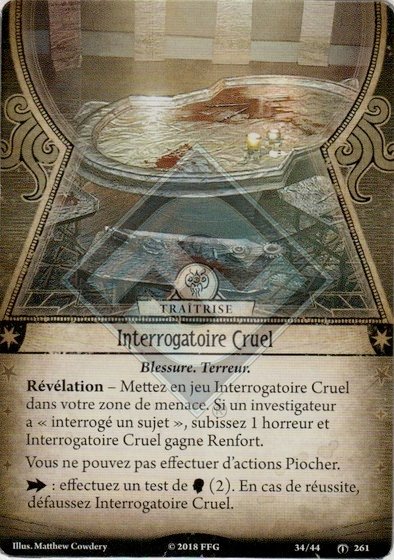 TRAÎTRISE
Interrogatoire Cruel
Blessure. Terreur.
Révélation – Mettez en jeu Interrogatoire Cruel
dans votre zone de menace. Si un investigateur
a « interrogé un sujet », subissez 1 horreur et
Interrogatoire Cruel gagne Renfort.
Vous ne pouvez pas effectuer d'actions Piocher.
: effectuez un test de (2). En cas de réussite,
défaussez Interrogatoire Cruel.
Illus. Matthew Cowdery © 2018 FFG 34/44 261